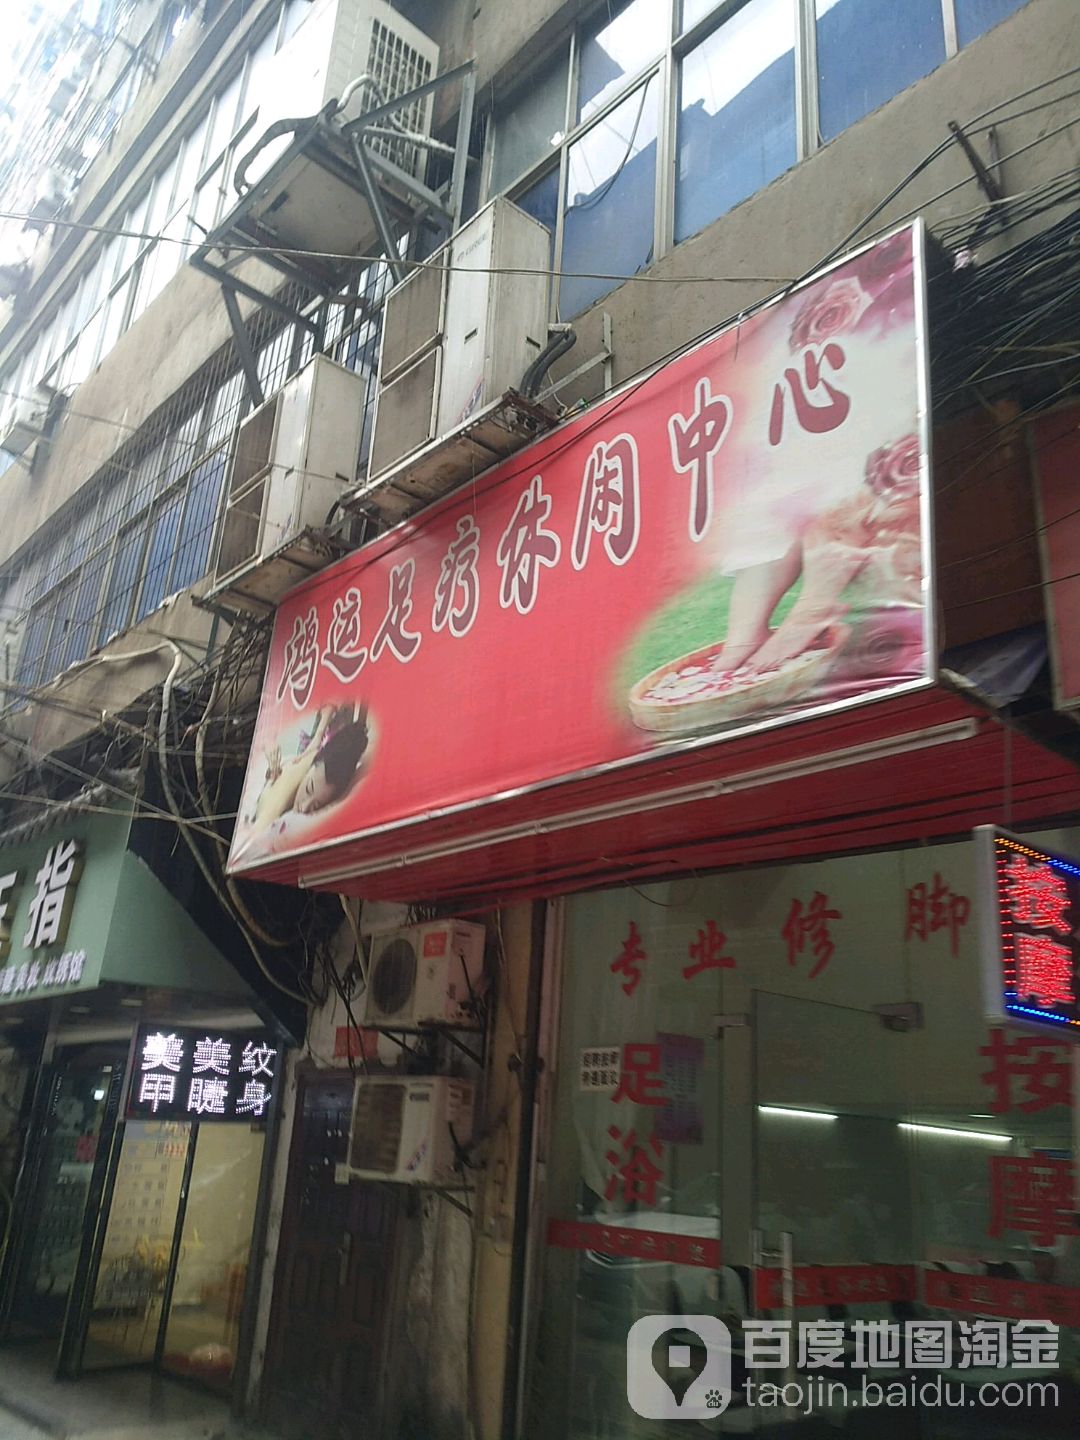 鸿运足疗休闲中心
指
美美纹
甲睫身
专业修脚
按摩
足浴
按摩
百度地图淘金
taojin.baidu.com